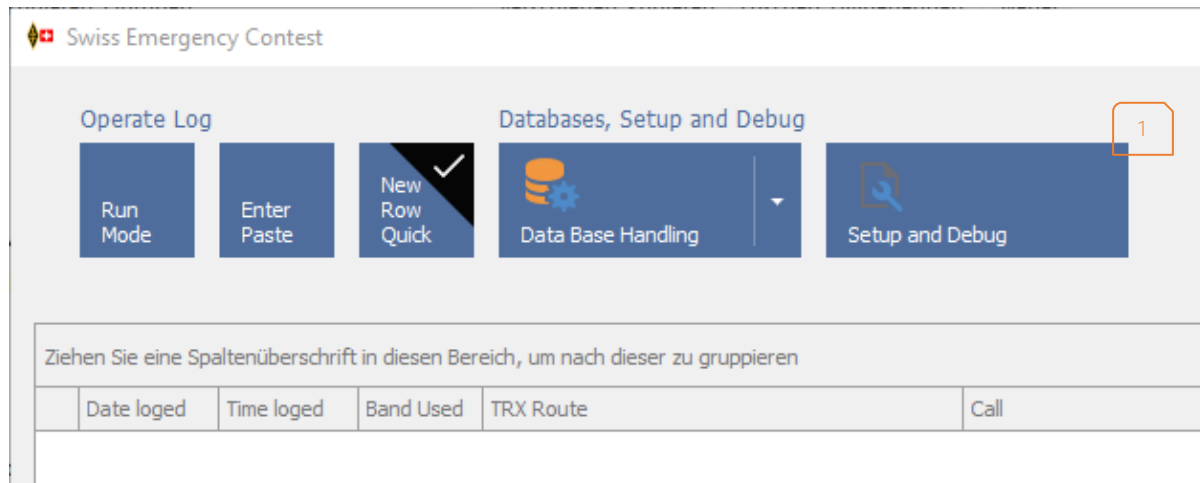 Swiss Emergency Contest
Operate Log
Databases, Setup and Debug
1
Run
Mode
Enter
Paste
New
Row
Quick
Data Base Handling
Setup and Debug
Ziehen Sie eine Spaltenüberschrift in diesen Bereich, um nach dieser zu gruppieren
Date loged
Time loged
Band Used
TRX Route
Call